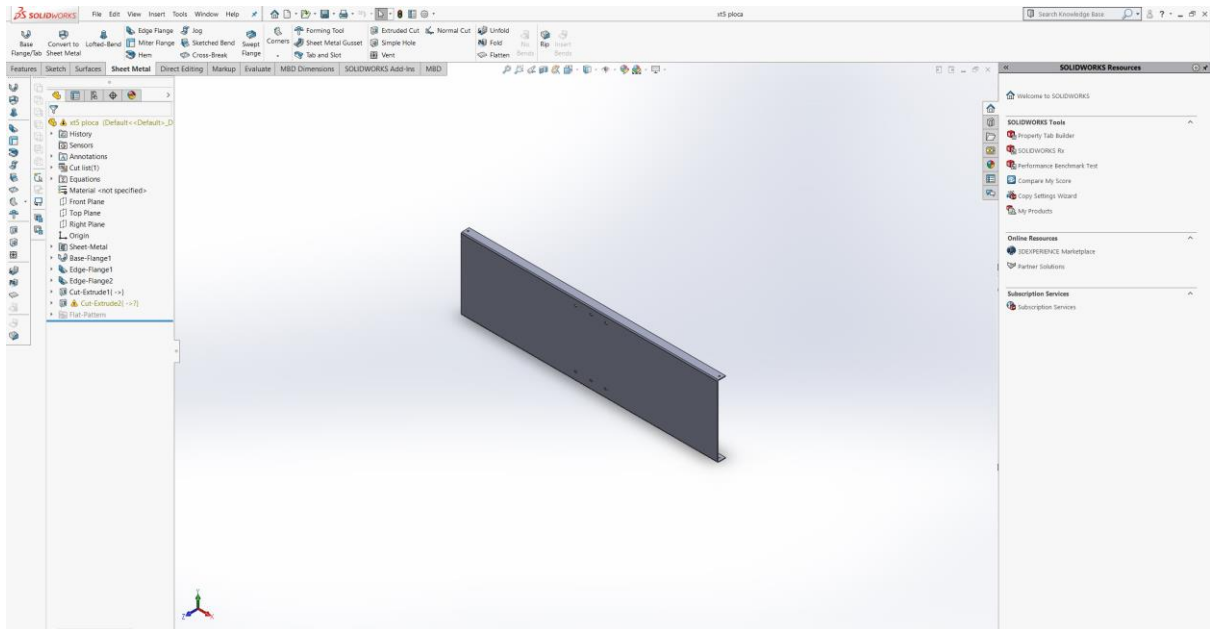 SOLIDWORKS File Edit View Insert Tools Window Help xt5 ploca Search Knowledge Base
Base Flange/Tab
Convert to Sheet Metal
Lofted-Bend
Edge Flange
Miter Flange
Hem
Jog
Sketched Bend
Cross-Break
Swept Flange
Corners
Forming Tool
Sheet Metal Gusset
Tab and Slot
Extruded Cut
Simple Hole
Vent
Normal Cut
Unfold
Fold
Flatten
No Bends
Rip
Insert Bends
Features Sketch Surfaces Sheet Metal Direct Editing Markup Evaluate MBD Dimensions SOLIDWORKS Add-Ins MBD
xt5 ploca (Default<<Default>_D
History
Sensors
Annotations
Cut list(1)
Equations
Material <not specified>
Front Plane
Top Plane
Right Plane
Origin
Sheet-Metal
Base-Flange1
Edge-Flange1
Edge-Flange2
Cut-Extrude1{ ->}
Cut-Extrude2{ ->?}
Flat-Pattern
SOLIDWORKS Resources
Welcome to SOLIDWORKS
SOLIDWORKS Tools
Property Tab Builder
SOLIDWORKS Rx
Performance Benchmark Test
Compare My Score
Copy Settings Wizard
My Products
Online Resources
3DEXPERIENCE Marketplace
Partner Solutions
Subscription Services
Subscription Services